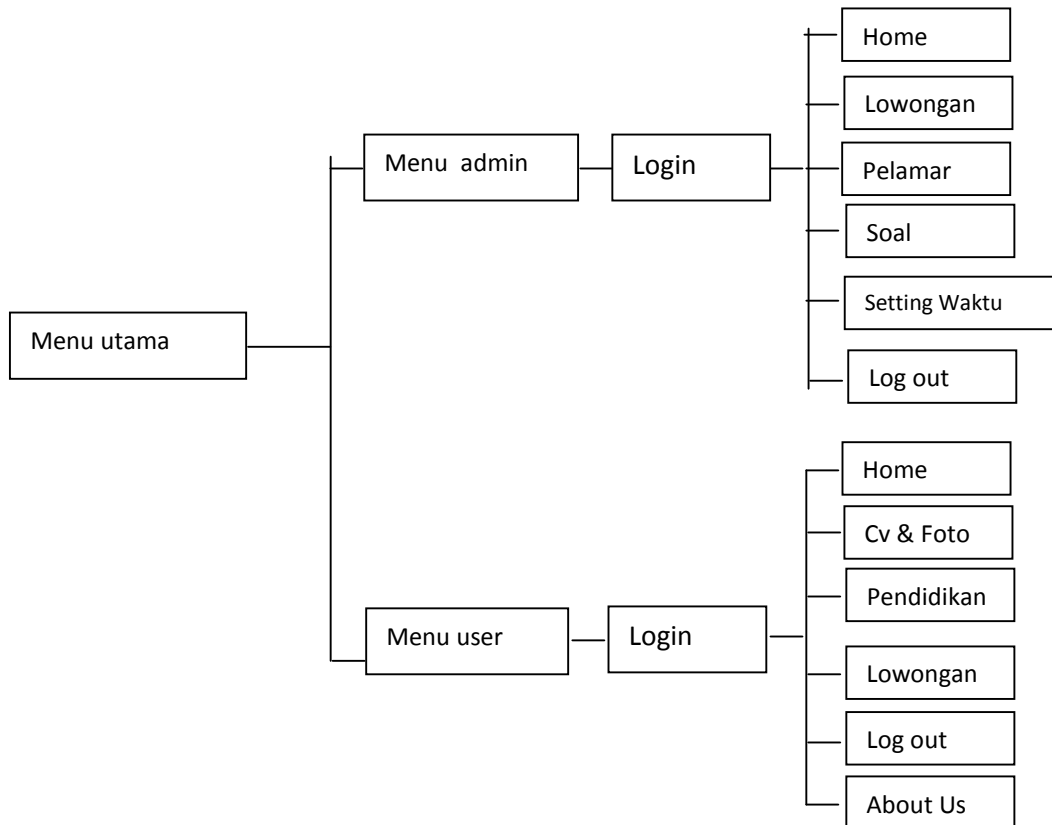 Menu utama
Menu admin
Login
Home
Lowongan
Pelamar
Soal
Setting Waktu
Log out
Menu user
Login
Home
Cv & Foto
Pendidikan
Lowongan
Log out
About Us